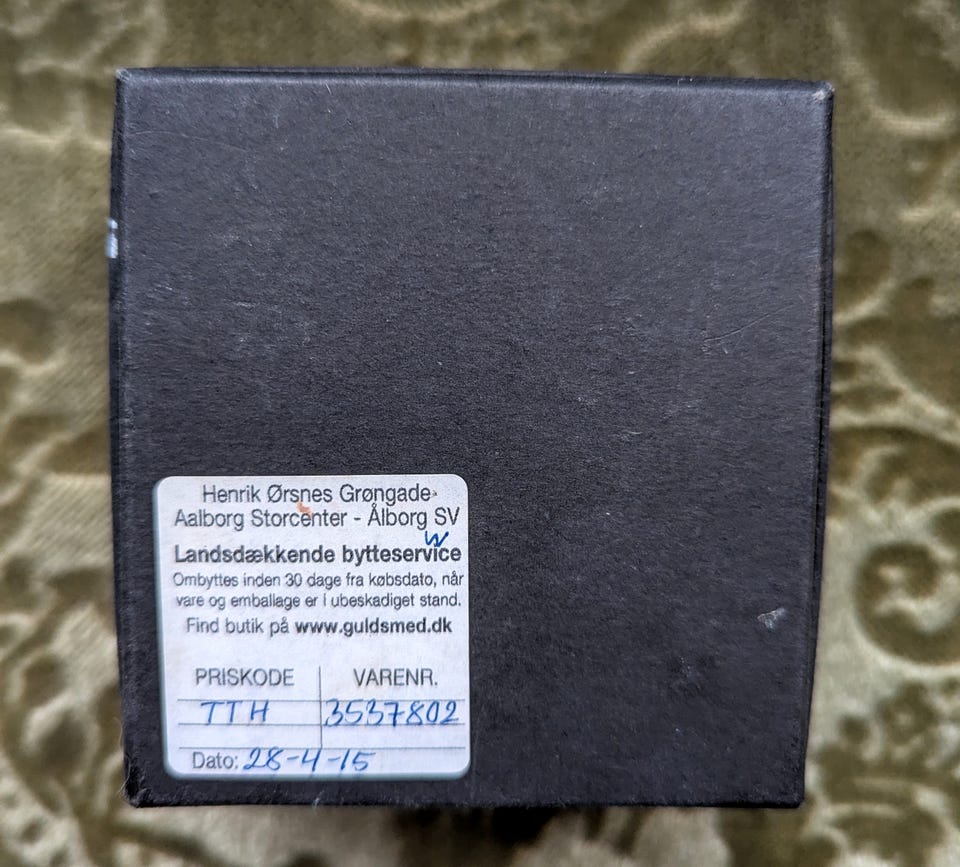 Henrik Ørsnes Grøngade
Aalborg Storcenter - Ålborg SV
Landsdækkende bytteservice
Ombyttes inden 30 dage fra købsdato, når
vare og emballage er i ubeskadiget stand.
Find butik på www.guldsmed.dk
PRISKODE VARENR.
TTH 3537802
Dato: 28-4-15